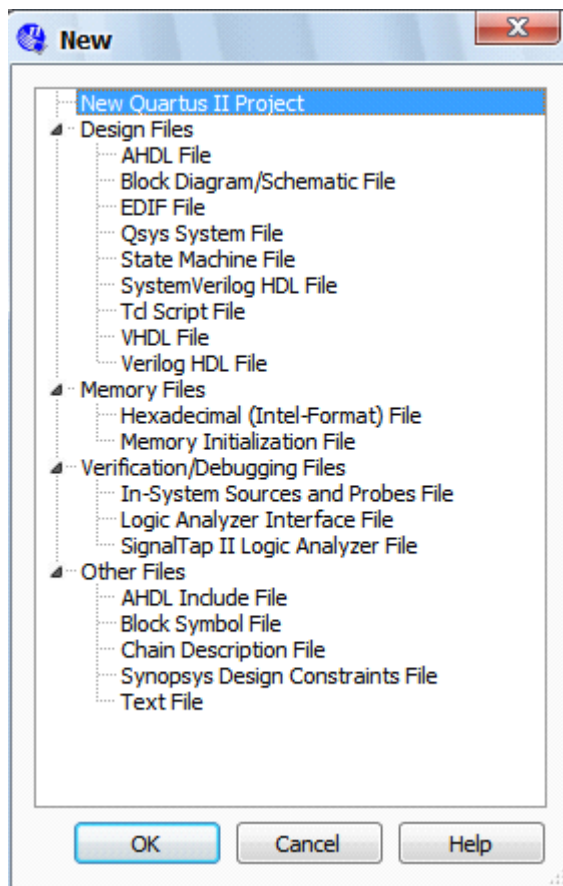 New
New Quartus II Project
Design Files
AHDL File
Block Diagram/Schematic File
EDIF File
Qsys System File
State Machine File
SystemVerilog HDL File
Tcl Script File
VHDL File
Verilog HDL File
Memory Files
Hexadecimal (Intel-Format) File
Memory Initialization File
Verification/Debugging Files
In-System Sources and Probes File
Logic Analyzer Interface File
SignalTap II Logic Analyzer File
Other Files
AHDL Include File
Block Symbol File
Chain Description File
Synopsys Design Constraints File
Text File
OK Cancel Help